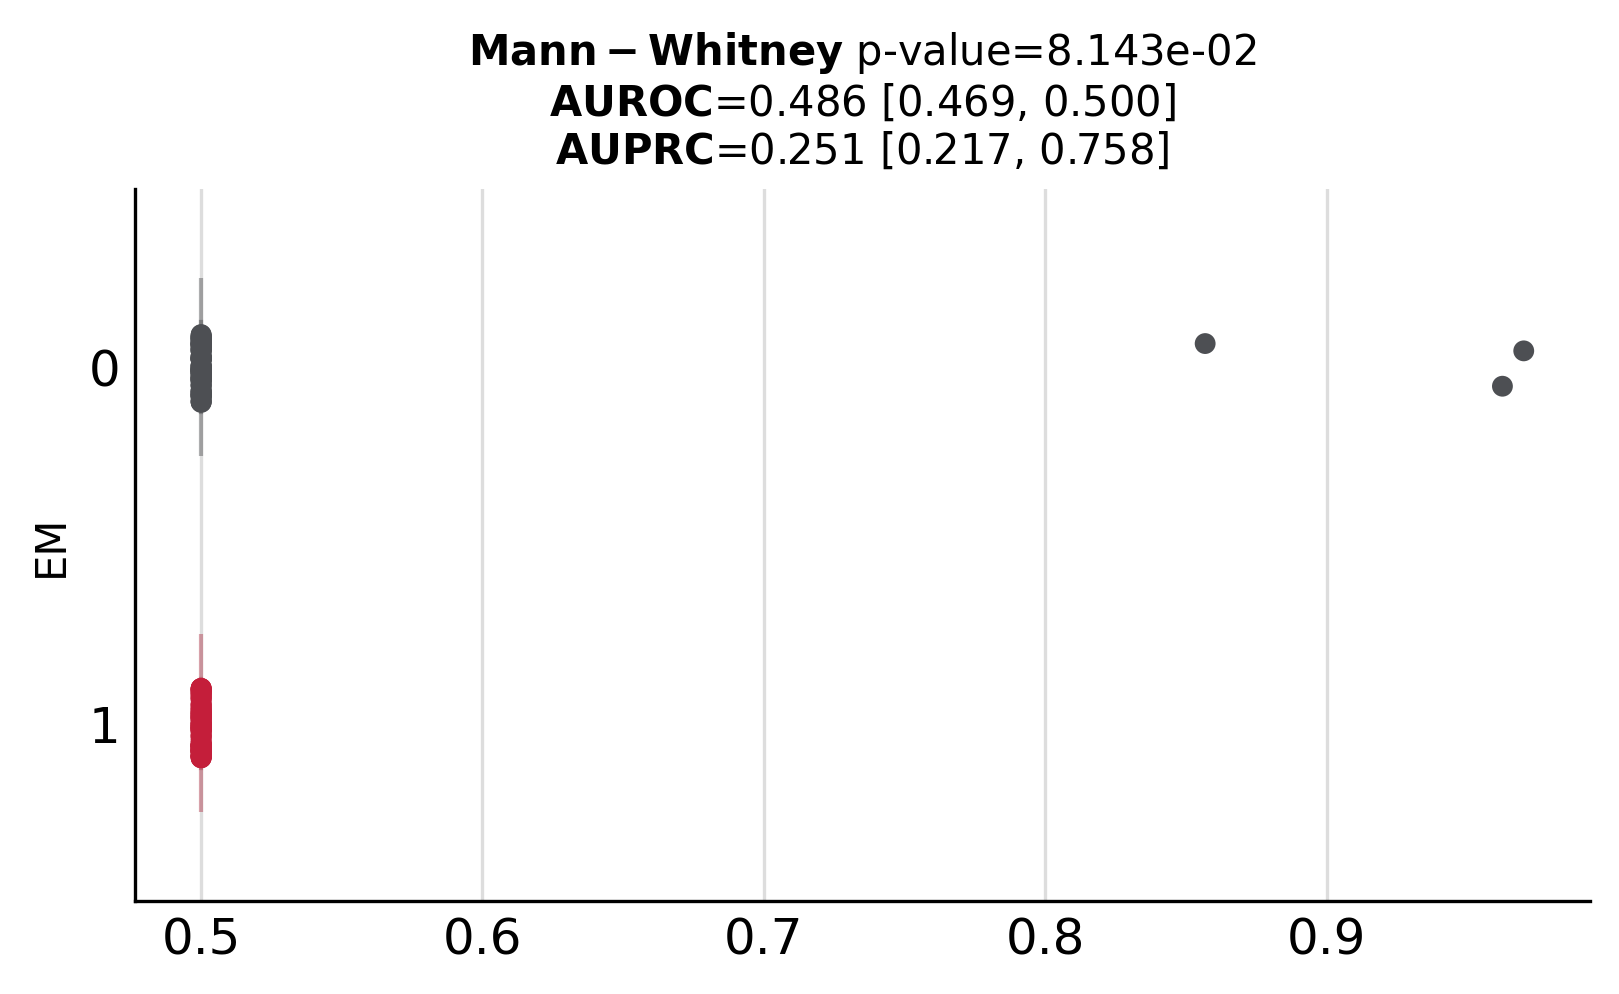 Mann − Whitney p-value=8.143e-02
AUROC=0.486 [0.469, 0.500]
AUPRC=0.251 [0.217, 0.758]
0
EM
1
0.5 0.6 0.7 0.8 0.9